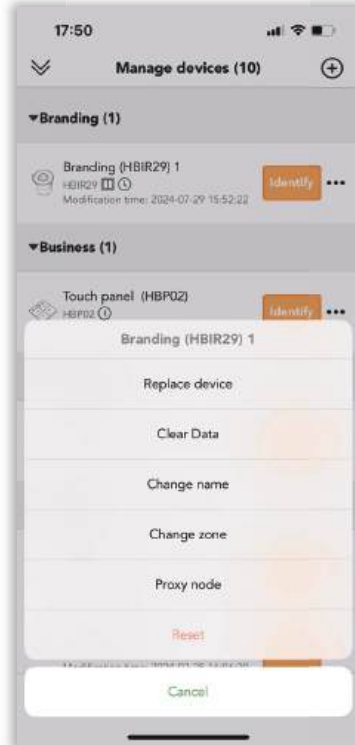 17:50
Manage devices (10)
Branding (1)
Branding (HBIR29) 1
HBIR29
Modification time: 2024-07-29 15:52:22
Identify
Business (1)
Touch panel (HBP02)
HBP02
Identify
Branding (HBIR29) 1
Replace device
Clear Data
Change name
Change zone
Proxy node
Reset
Cancel